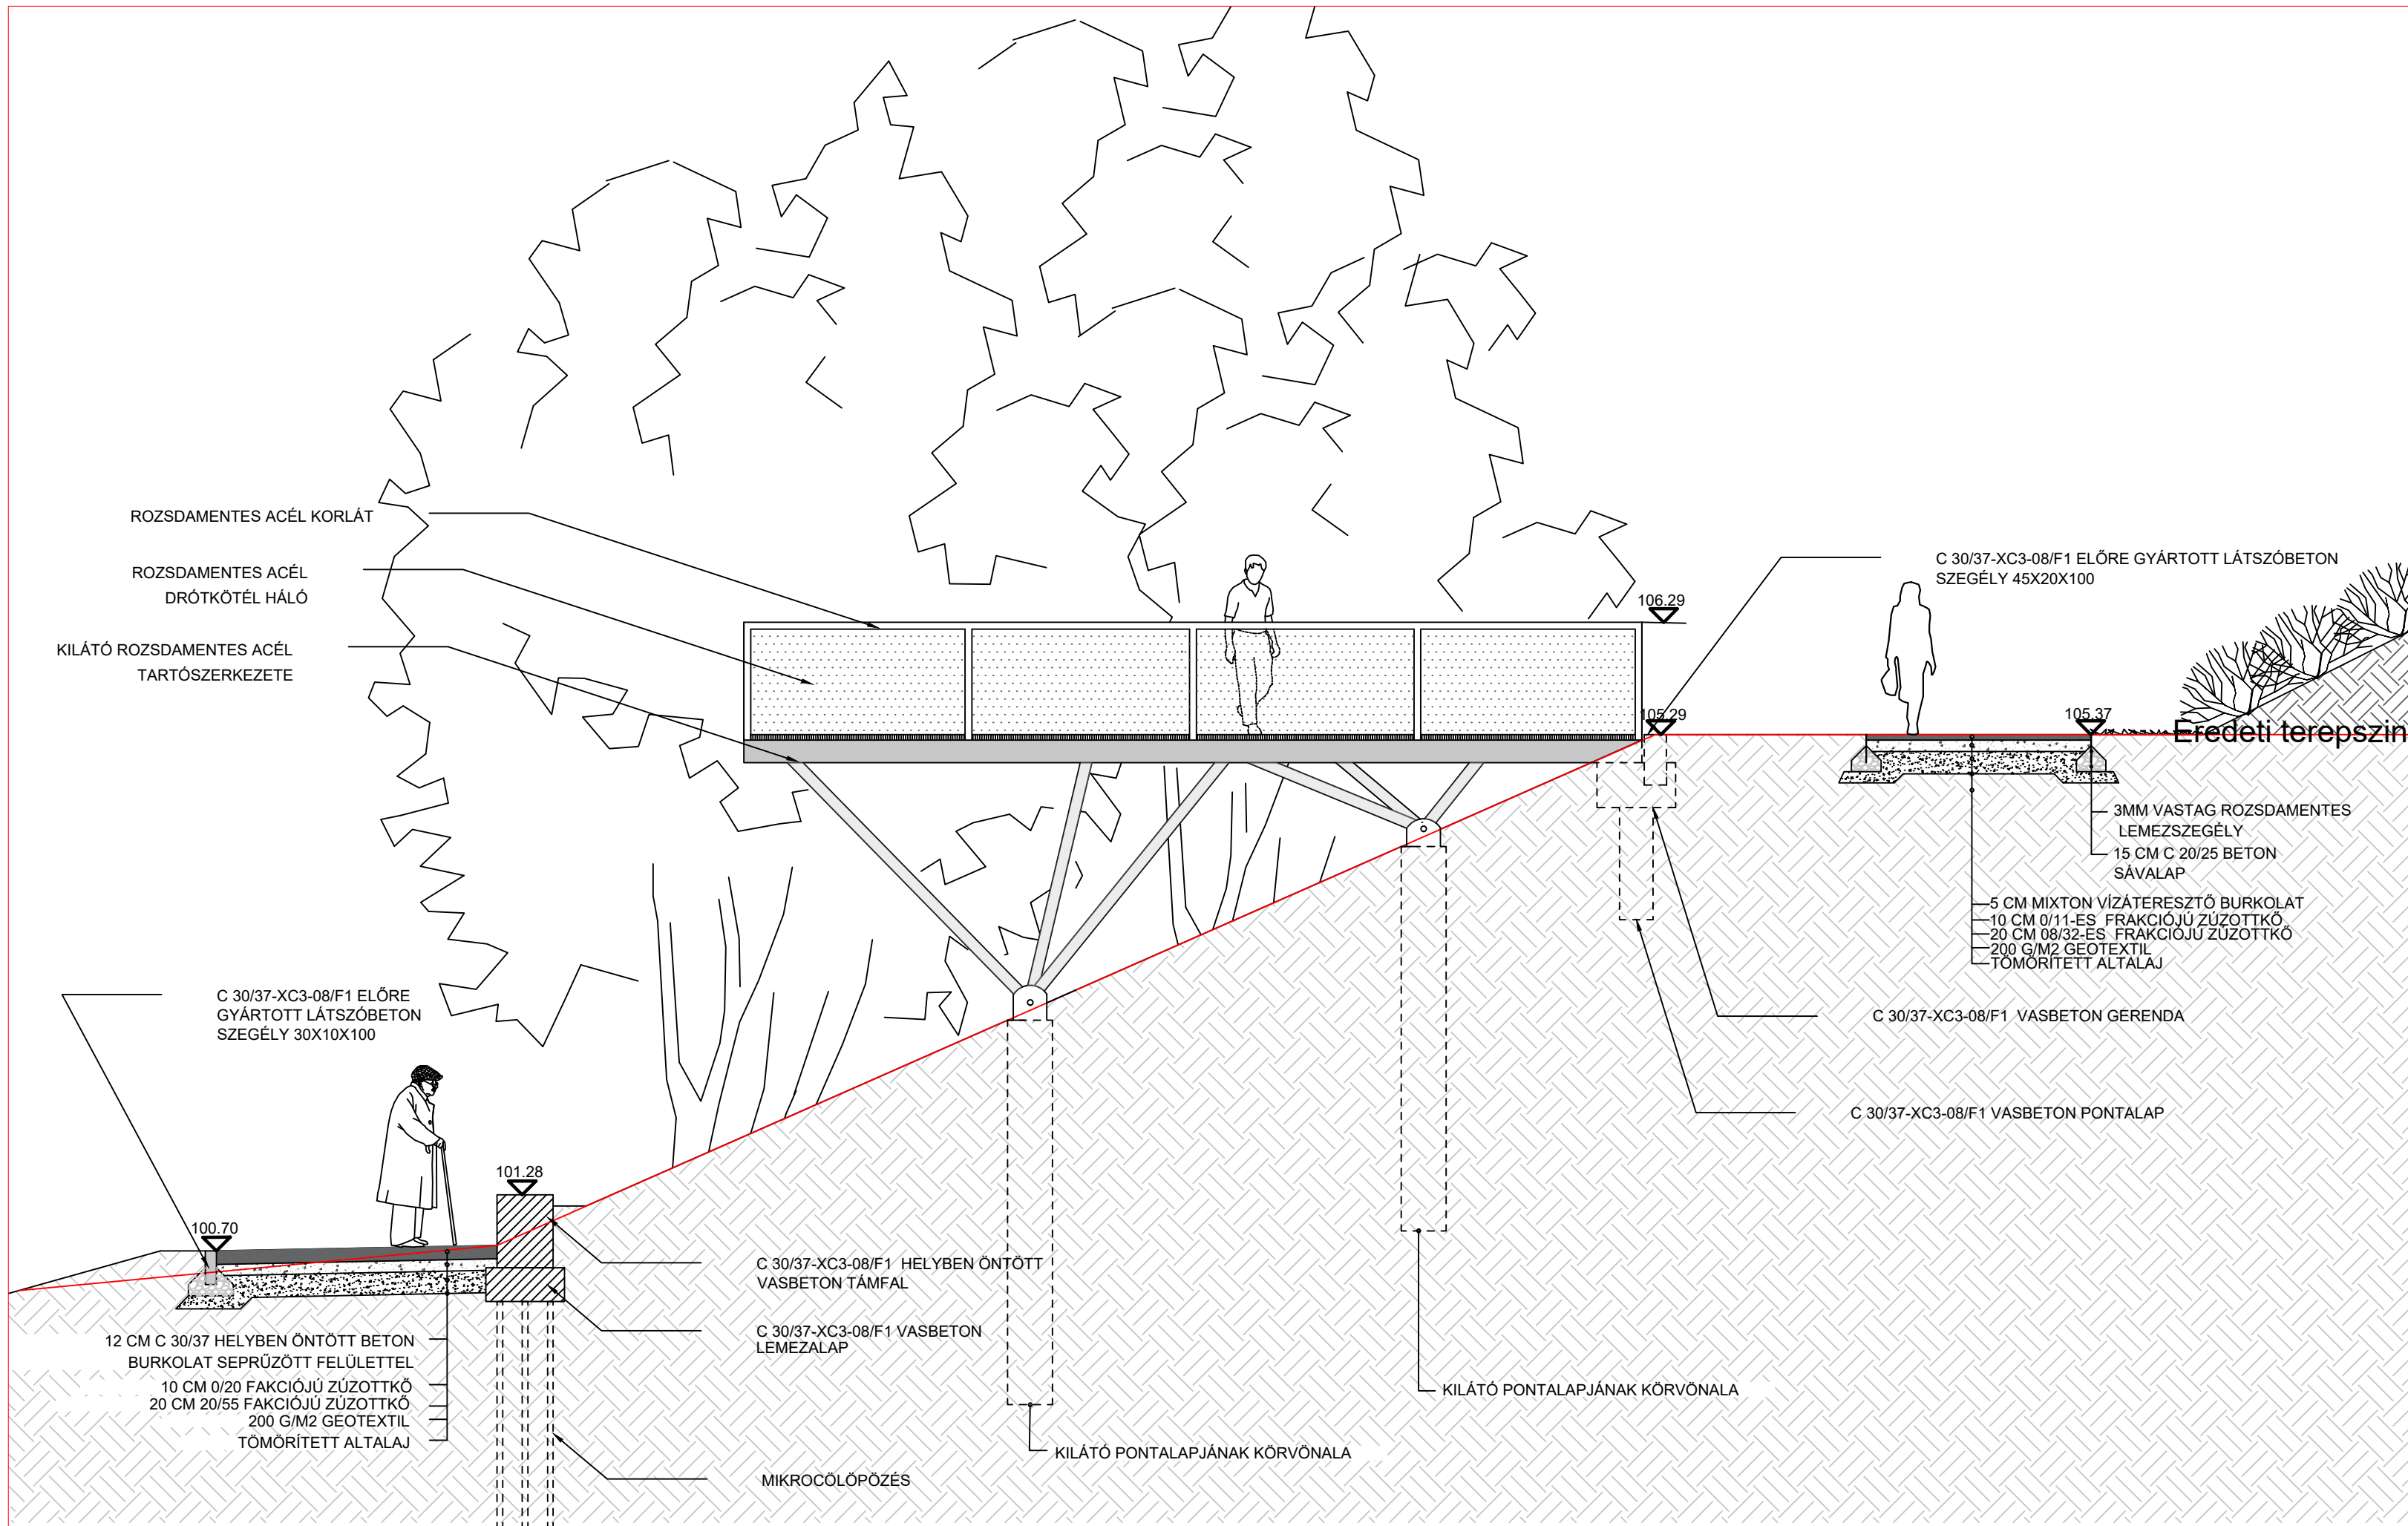 ROZSDAMENTES ACÉL KORLÁT
ROZSDAMENTES ACÉL
DRÓTKÖTÉL HÁLÓ
KILÁTÓ ROZSDAMENTES ACÉL
TARTÓSZERKEZETE
106.29
105.29
C 30/37-XC3-08/F1 ELŐRE GYÁRTOTT LÁTSZÓBETON
SZEGÉLY 45X20X100
105.37
Eredeti terepszin
3MM VASTAG ROZSDAMENTES
LEMEZSZEGÉLY
15 CM C 20/25 BETON
SÁVALAP
5 CM MIXTON VÍZÁTERESZTŐ BURKOLAT
10 CM 0/11-ES FRAKCIÓJÚ ZÚZOTTKŐ
20 CM 08/32-ES FRAKCIÓJÚ ZÚZOTTKŐ
200 G/M2 GEOTEXTIL
TÖMÖRÍTETT ALTALAJ
C 30/37-XC3-08/F1 VASBETON GERENDA
C 30/37-XC3-08/F1 VASBETON PONTALAP
C 30/37-XC3-08/F1 ELŐRE
GYÁRTOTT LÁTSZÓBETON
SZEGÉLY 30X10X100
101.28
100.70
C 30/37-XC3-08/F1 HELYBEN ÖNTÖTT
VASBETON TÁMFAL
C 30/37-XC3-08/F1 VASBETON
LEMEZALAP
12 CM C 30/37 HELYBEN ÖNTÖTT BETON
BURKOLAT SEPRŰZÖTT FELÜLETTEL
10 CM 0/20 FAKCIÓJÚ ZÚZOTTKŐ
20 CM 20/55 FAKCIÓJÚ ZÚZOTTKŐ
200 G/M2 GEOTEXTIL
TÖMÖRÍTETT ALTALAJ
KILÁTÓ PONTALAPJÁNAK KÖRVÖNALA
KILÁTÓ PONTALAPJÁNAK KÖRVÖNALA
MIKROCÖLÖPÖZÉS